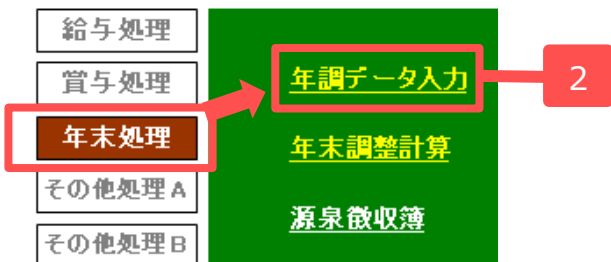 給与処理
賞与処理
年末処理
その他処理A
その他処理B
年調データ入力
2
年末調整計算
源泉徴収簿